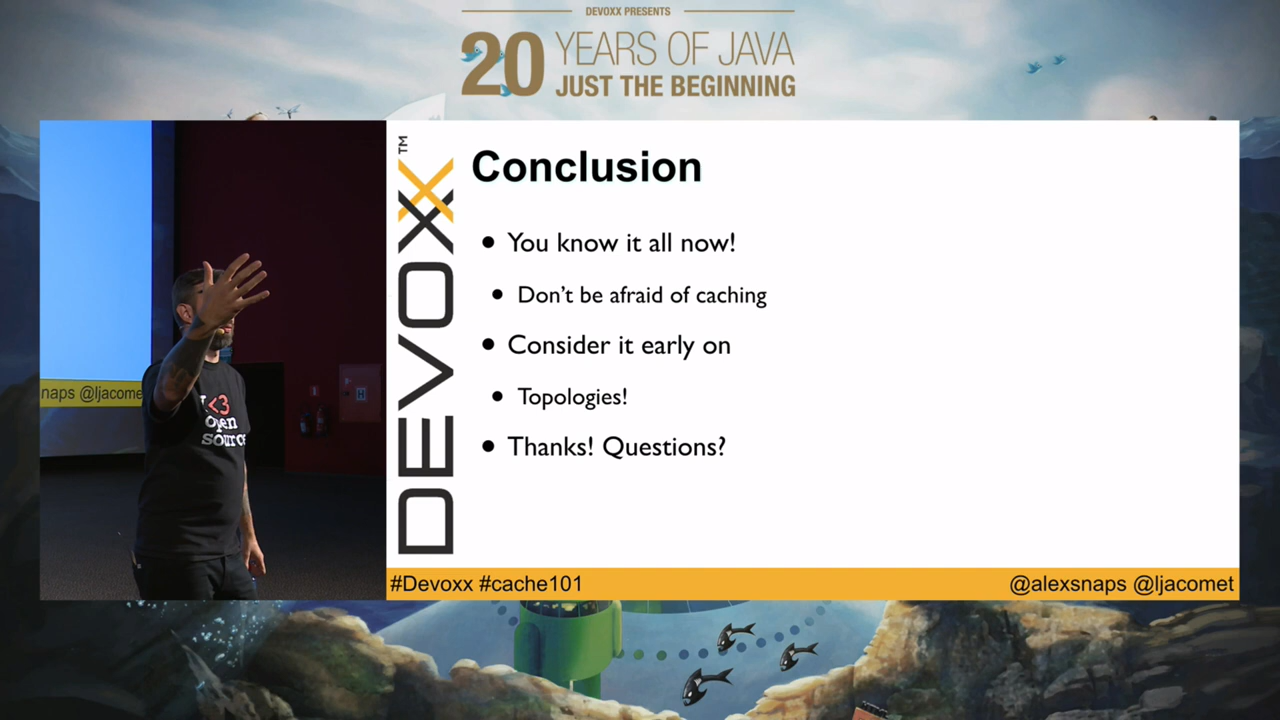 DEVOXX PRESENTS
20 YEARS OF JAVA
JUST THE BEGINNING
DEVOXX™
Conclusion
• You know it all now!
• Don't be afraid of caching
• Consider it early on
• Topologies!
• Thanks! Questions?
naps @ljacome
I <3
open
source
#Devoxx #cache101
@alexsnaps @ljacomet